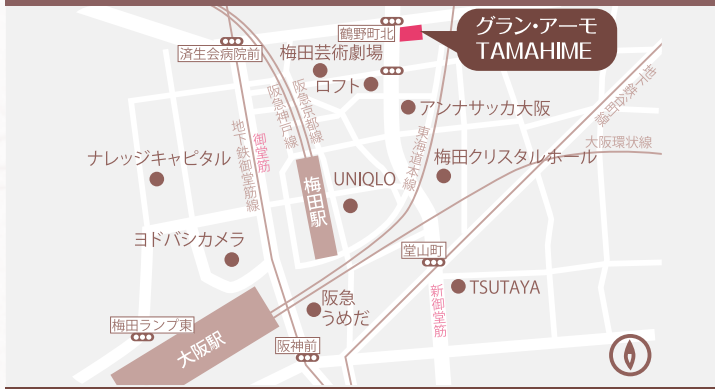 鶴野町北
グラン・アーモ
TAMAHIME
済生会病院前
梅田芸術劇場
ロフト
アンナサッカ大阪
地下鉄谷町線
阪急京都線
阪急神戸線
御堂筋
地下鉄御堂筋線
東海道本線
大阪環状線
ナレッジキャピタル
梅田クリスタルホール
UNIQLO
梅田駅
ヨドバシカメラ
堂山町
TSUTAYA
新御堂筋
阪急
うめだ
梅田ランプ東
大阪駅
阪神前